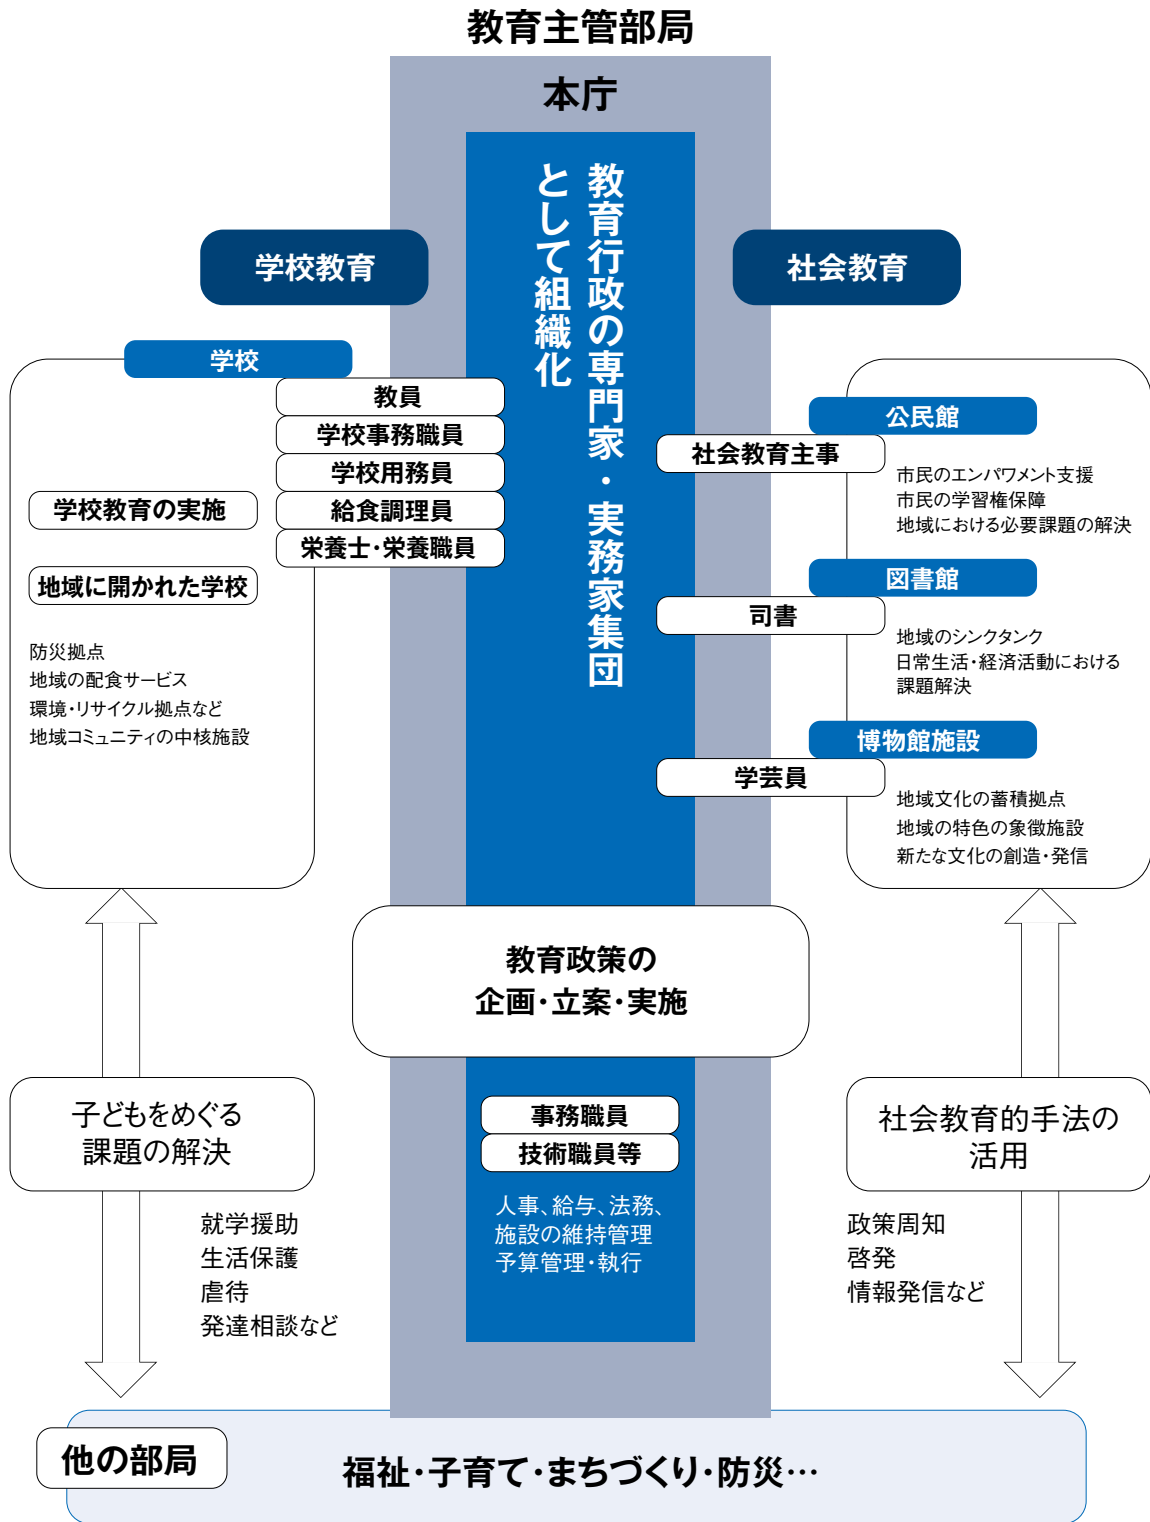 教育主管部局
本庁
教育行政の専門家・実務家集団
として組織化
学校教育
学校
教員
学校事務職員
学校用務員
給食調理員
栄養士・栄養職員
学校教育の実施
地域に開かれた学校
防災拠点
地域の配食サービス
環境・リサイクル拠点など
地域コミュニティの中核施設
社会教育
公民館
社会教育主事
市民のエンパワメント支援
市民の学習権保障
地域における必要課題の解決
図書館
司書
地域のシンクタンク
日常生活・経済活動における
課題解決
博物館施設
学芸員
地域文化の蓄積拠点
地域の特色の象徴施設
新たな文化の創造・発信
教育政策の
企画・立案・実施
事務職員
技術職員等
人事、給与、法務、
施設の維持管理
予算管理・執行
子どもをめぐる
課題の解決
就学援助
生活保護
虐待
発達相談など
社会教育的手法の
活用
政策周知
啓発
情報発信など
他の部局
福祉・子育て・まちづくり・防災…